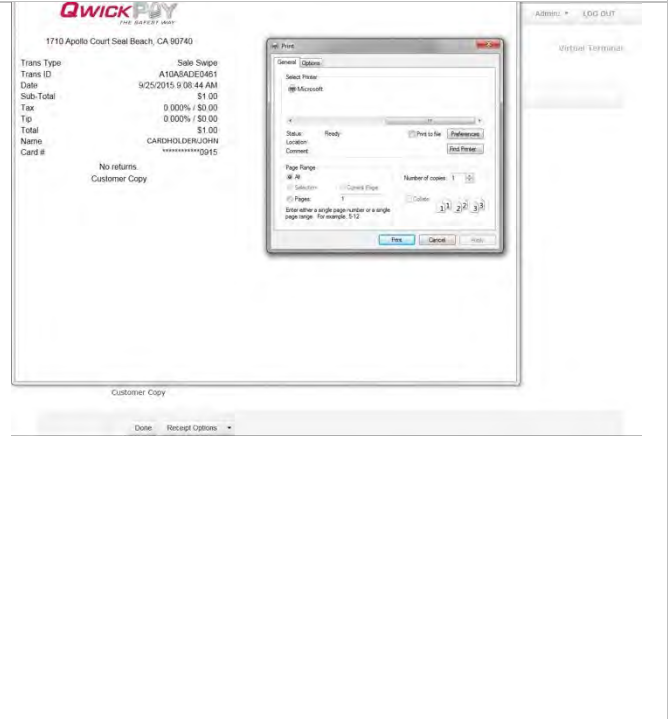 QWICKPAY
THE SAFEST WAY
1710 Apollo Court Seal Beach, CA 90740
Trans Type Sale Swipe
Trans ID A10A8ADE0461
Date 9/25/2015 9:08:44 AM
Sub-Total $1.00
Tax 0.000% / $0.00
Tip 0.000% / $0.00
Total $1.00
Name CARDHOLDER/JOHN
Card # ************0915
No returns.
Customer Copy
Admin: LOG OUT
Virtual Terminal
Print
General Options
Select Printer
Microsoft
Status: Ready
Location:
Comment:
Print to file Preferences
Find Printer...
Page Range
All
Selection Current Page
Pages: 1
Enter either a single page number or a single
page range. For example, 5-12
Number of copies: 1
Collate
11 22 33
Print Cancel Apply
Customer Copy
Done Receipt Options